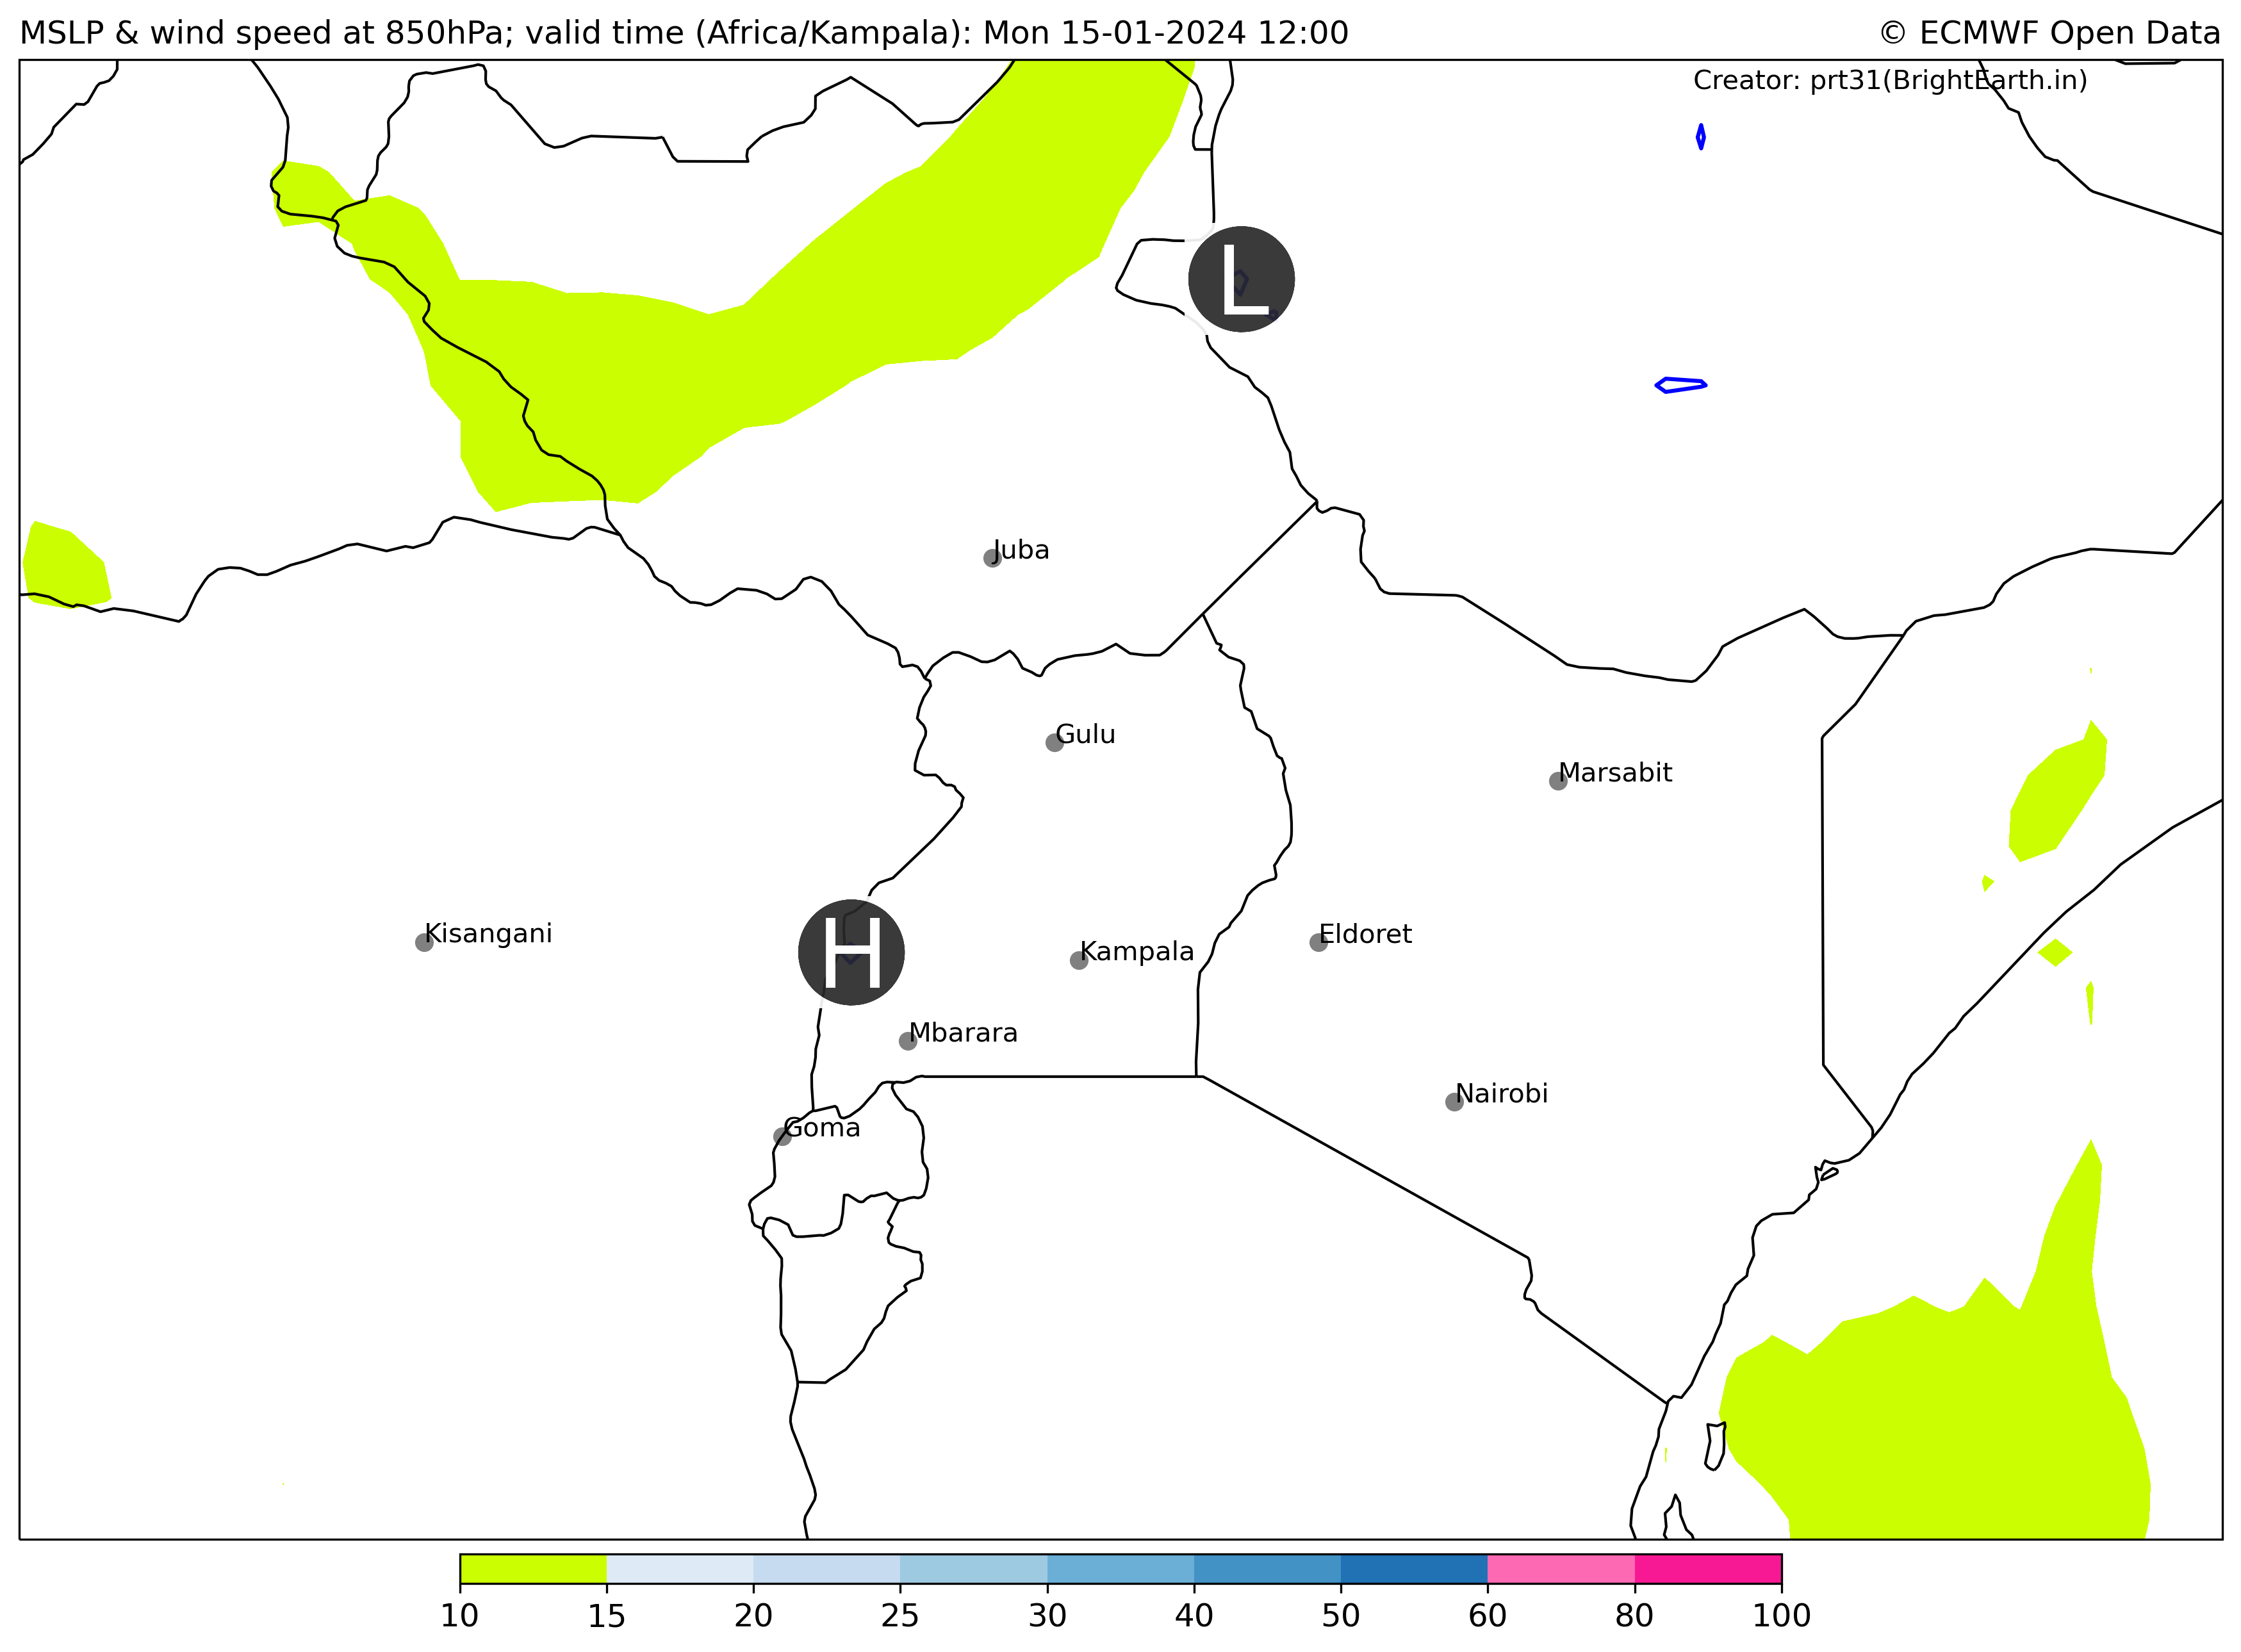 MSLP & wind speed at 850hPa; valid time (Africa/Kampala): Mon 15-01-2024 12:00
© ECMWF Open Data
Creator: prt31(BrightEarth.in)
L
Juba
Gulu
Marsabit
Kisangani
Eldoret
H
Kampala
Mbarara
Nairobi
Goma
10 15 20 25 30 40 50 60 80 100